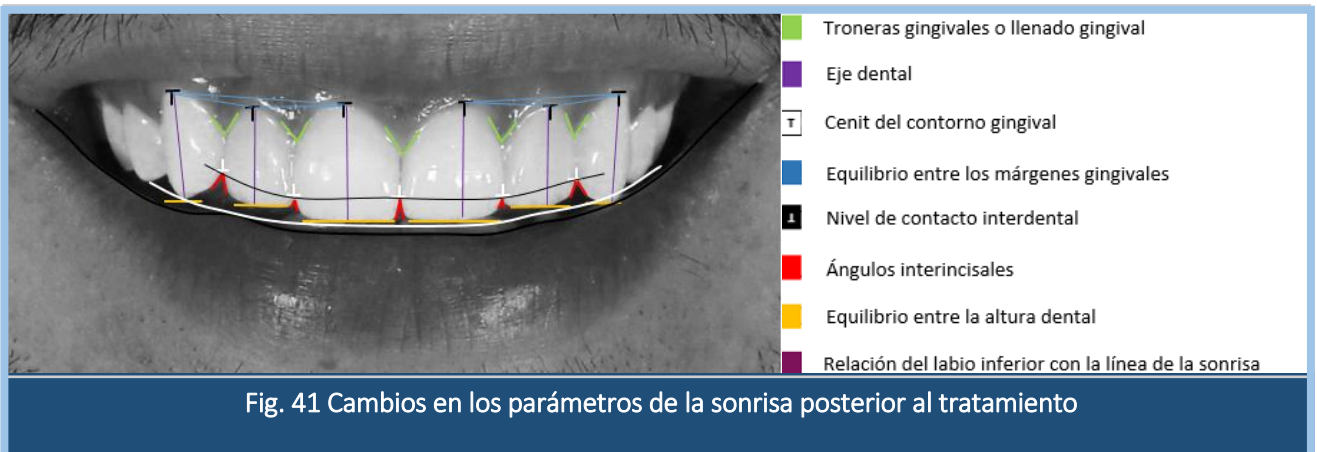 Troneras gingivales o llenado gingival
Eje dental
T Cenit del contorno gingival
Equilibrio entre los márgenes gingivales
Nivel de contacto interdental
Ángulos interincisales
Equilibrio entre la altura dental
Relación del labio inferior con la línea de la sonrisa
Fig. 41 Cambios en los parámetros de la sonrisa posterior al tratamiento